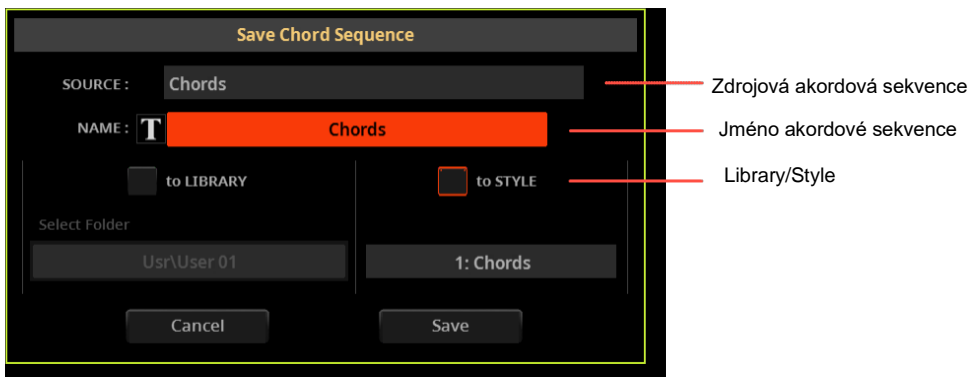 Save Chord Sequence
SOURCE : Chords
Zdrojová akordová sekvence
NAME : T Chords
Jméno akordové sekvence
to LIBRARY to STYLE
Library/Style
Select Folder
Usr\User 01 1: Chords
Cancel Save